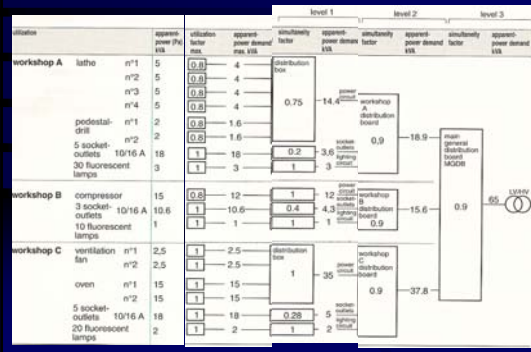 level 1 level 2 level 3
utilization apparent- power (Pa) kVA utilization factor max. apparent- power demand max. kVA simultaneity factor apparent- power demand kVA simultaneity factor apparent- power demand kVA simultaneity factor apparent- power demand kVA
workshop A lathe n°1 5 0.8 4 distribution box
n°2 5 0.8 4
n°3 5 0.8 4 0.75 14.4 power circuit workshop A distribution board
n°4 5 0.8 4
pedestal- drill n°1 2 0.8 1.6
n°2 2 0.8 1.6 0,9 18.9 main general distribution board MGDB
5 socket- outlets 10/16 A 18 1 18 0.2 3,6 socket- outlets
30 fluorescent lamps 3 1 3 1 3 lighting circuit
workshop B compressor 15 0.8 12 1 12 power circuit workshop B distribution board LV/HV
3 socket- outlets 10/16 A 10.6 1 10.6 0.4 4,3 socket- outlets 15.6 0.9 65
10 fluorescent lamps 1 1 1 1 1 lighting circuit 0.9
workshop C ventilation fan n°1 2,5 1 2.5 distribution box workshop C distribution board
n°2 2,5 1 2.5
oven n°1 15 1 15 1 35 power circuit 0.9 37.8
n°2 15 1 15
5 socket- outlets 10/16 A 18 1 18 0.28 5 socket- outlets
20 fluorescent lamps 2 1 2 1 2 lighting circuit